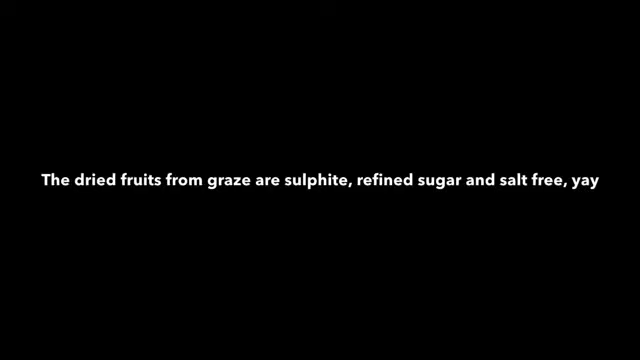 The dried fruits from graze are sulphite, refined sugar and salt free, yay